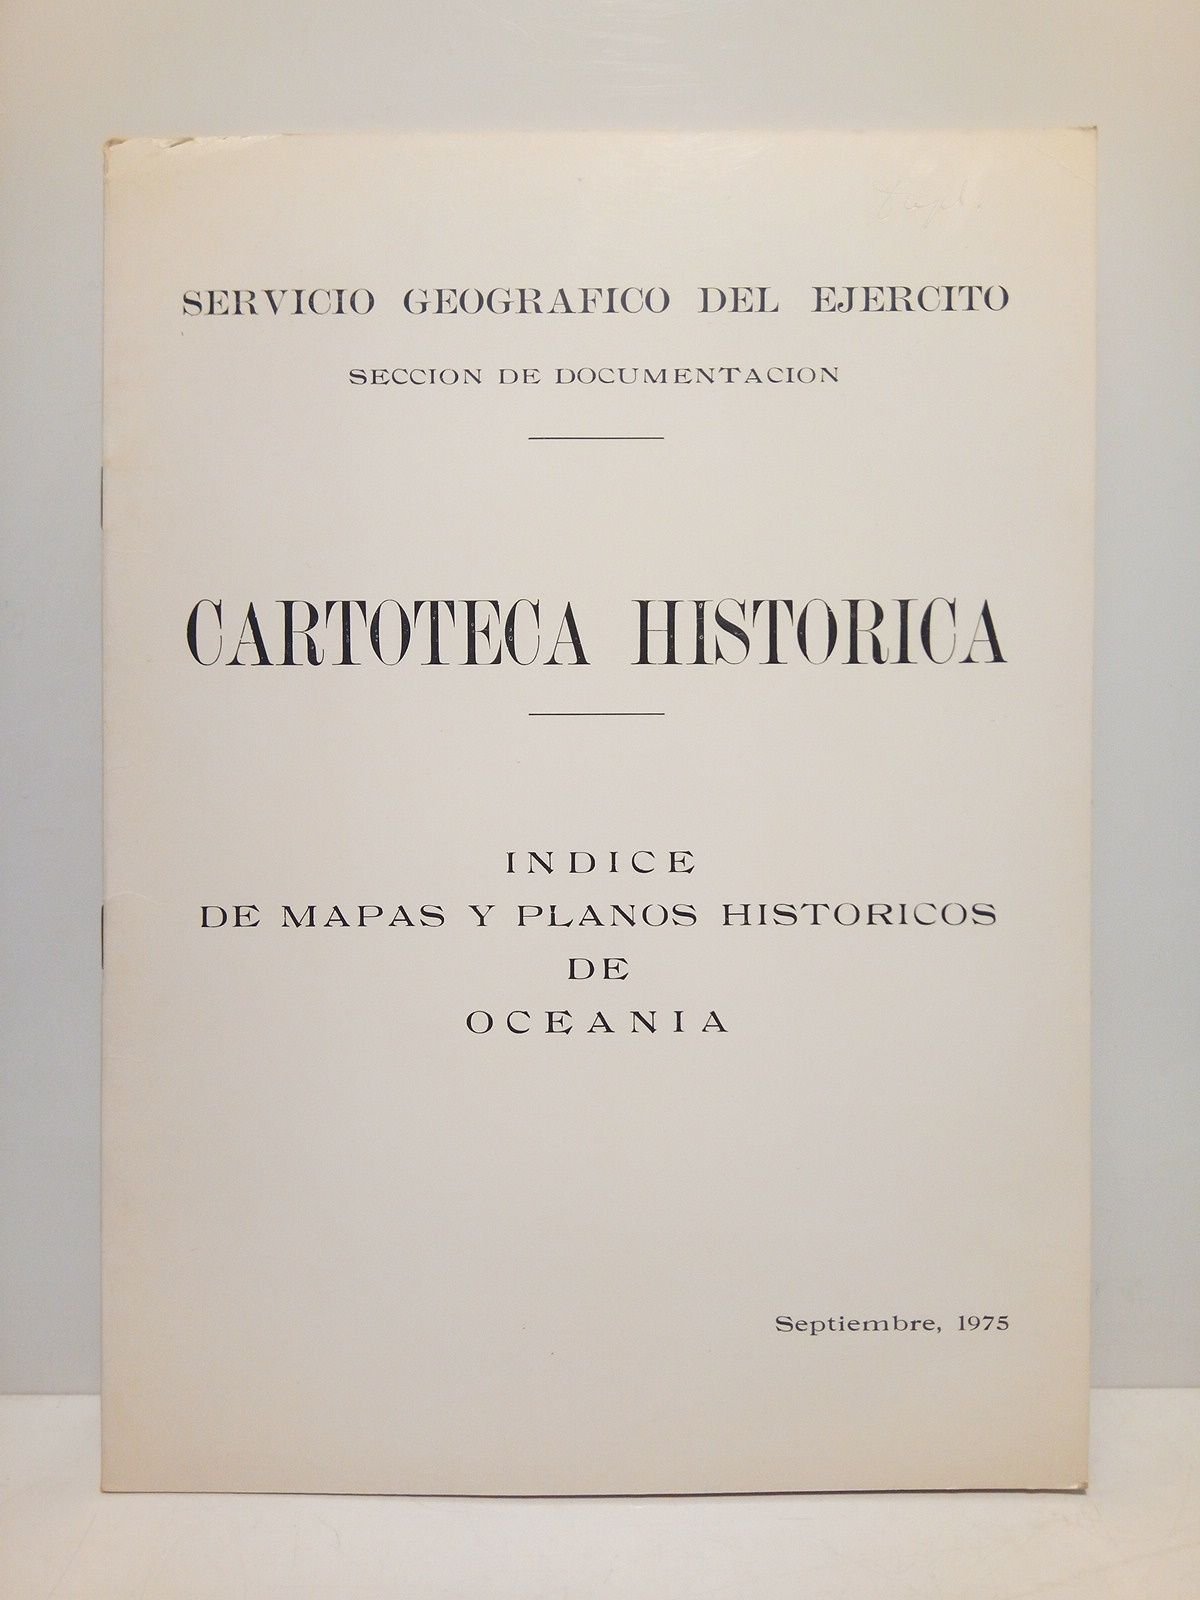 SERVICIO GEOGRAFICO DEL EJERCITO
SECCION DE DOCUMENTACION
CARTOTECA HISTORICA
INDICE
DE MAPAS Y PLANOS HISTORICOS
DE
OCEANIA
Septiembre, 1975